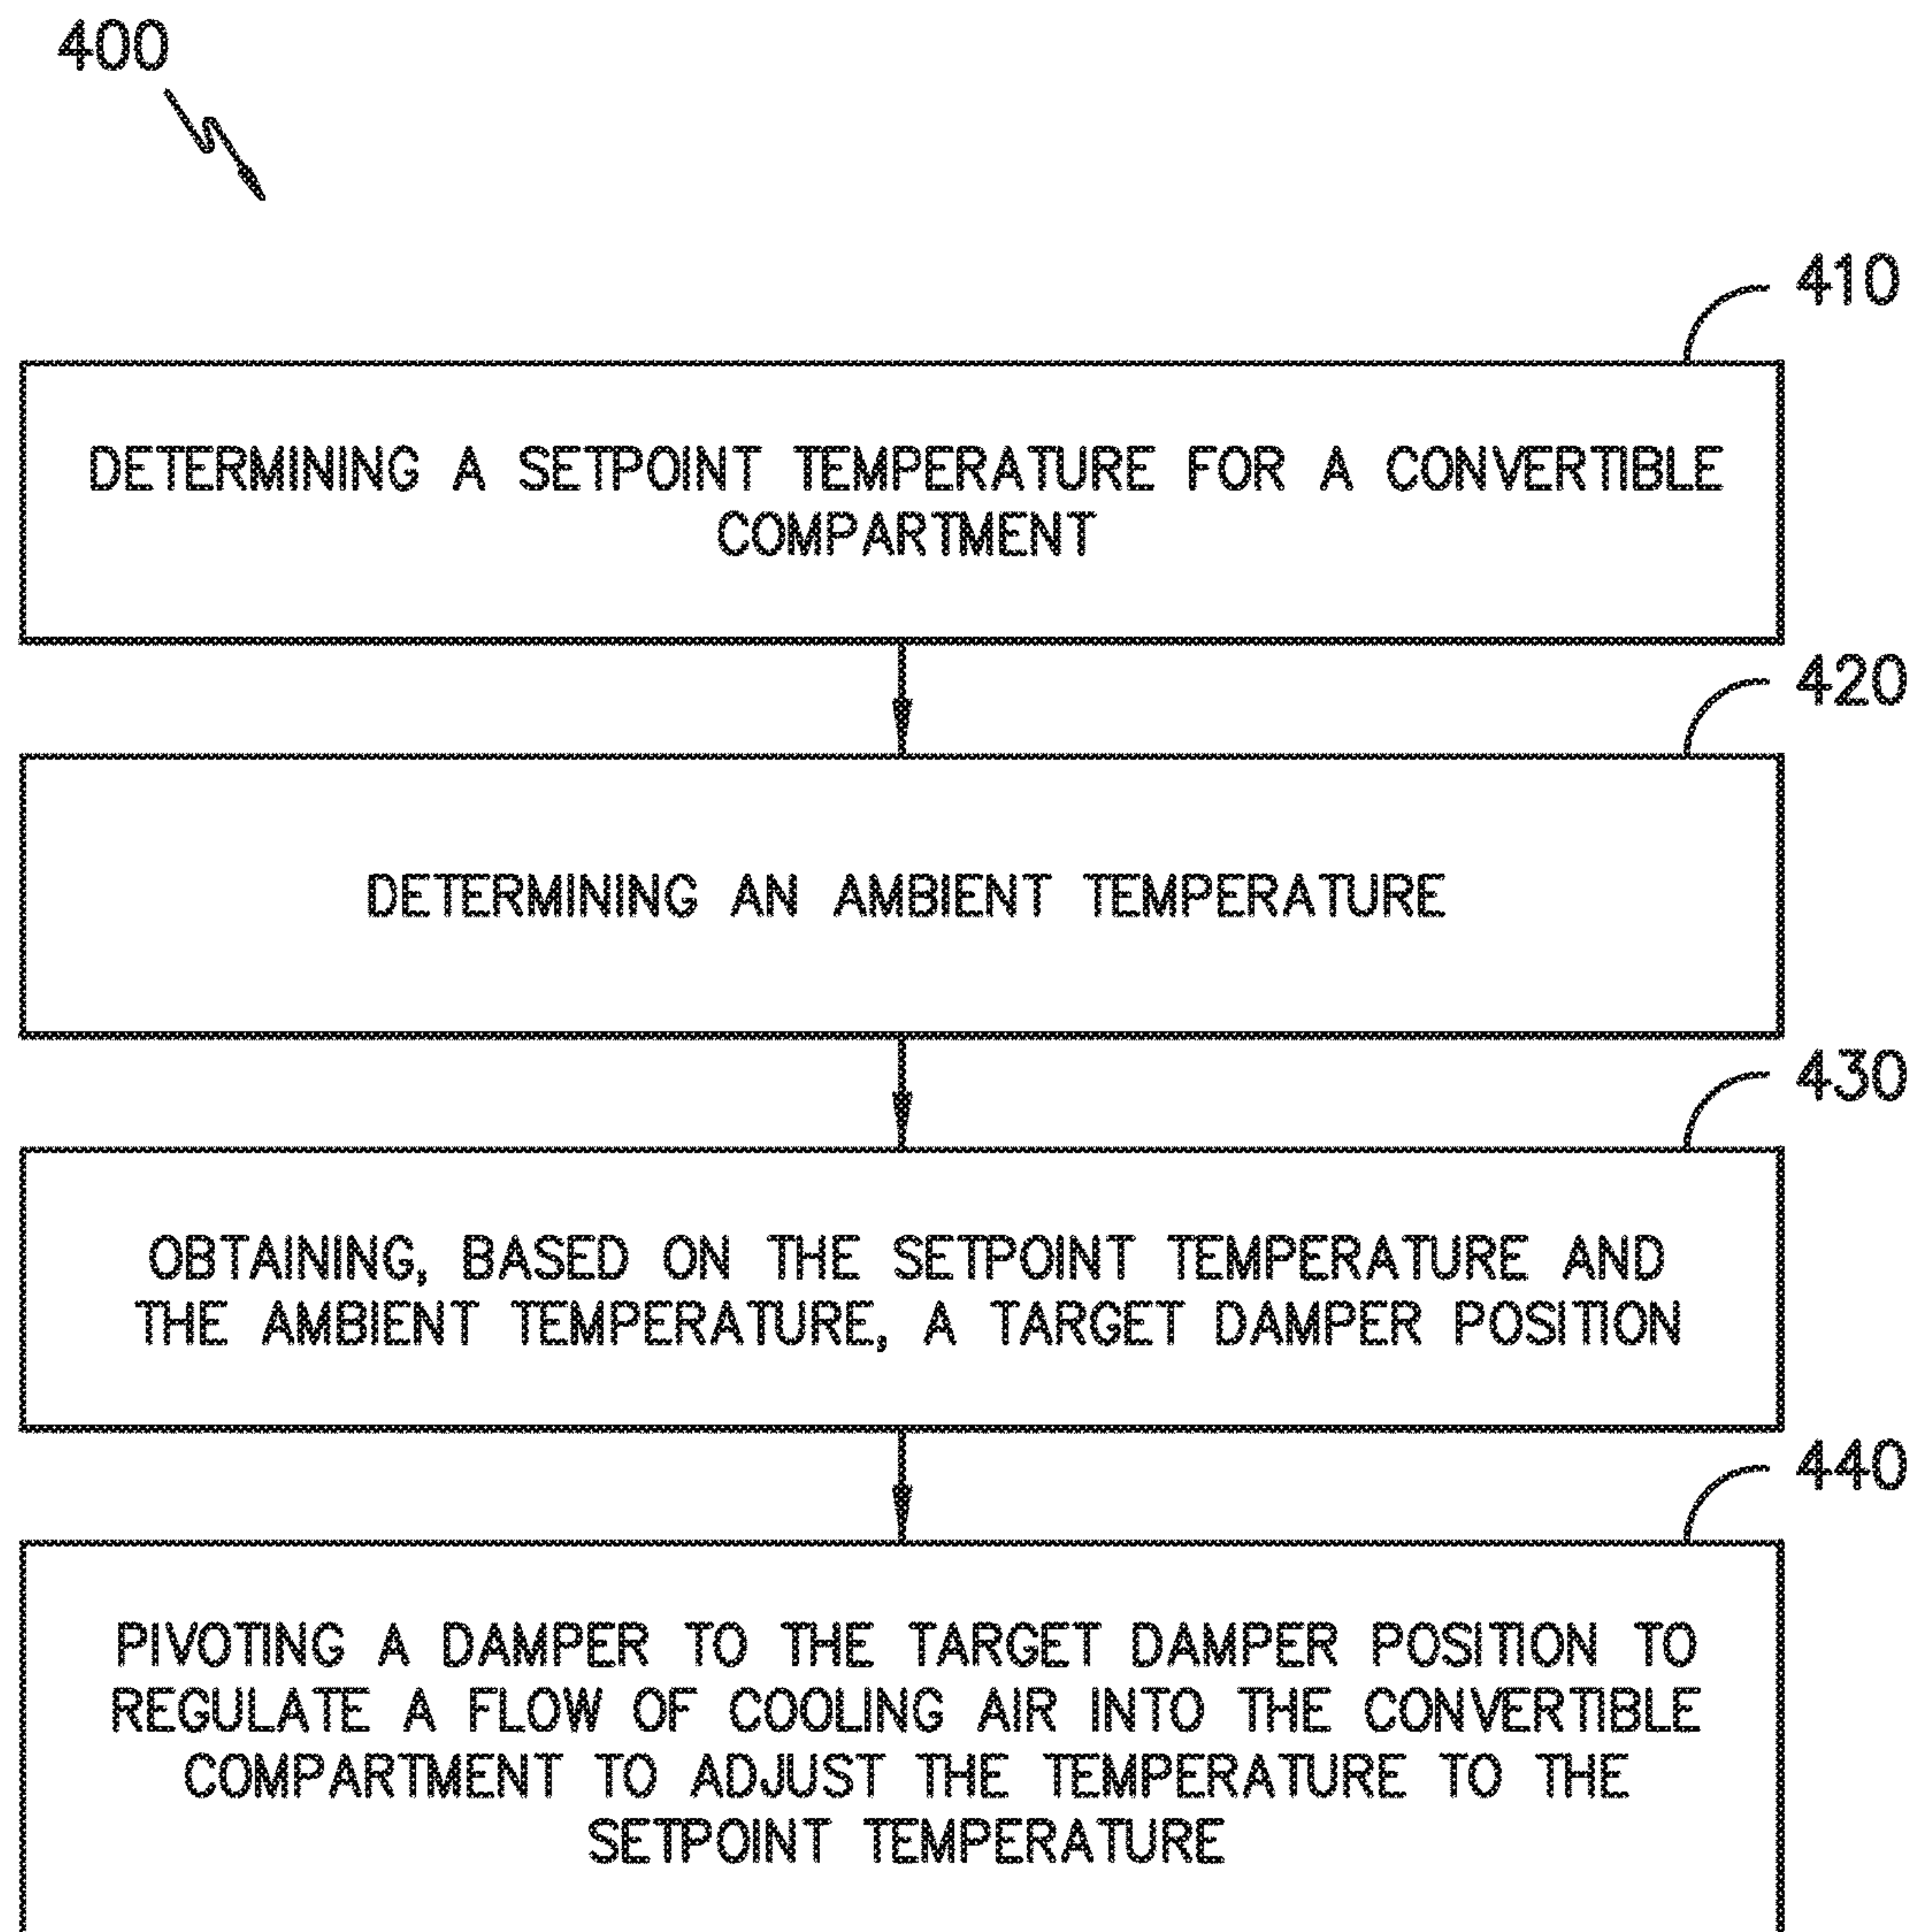 400
410
DETERMINING A SETPOINT TEMPERATURE FOR A CONVERTIBLE
COMPARTMENT
420
DETERMINING AN AMBIENT TEMPERATURE
430
OBTAINING, BASED ON THE SETPOINT TEMPERATURE AND
THE AMBIENT TEMPERATURE, A TARGET DAMPER POSITION
440
PIVOTING A DAMPER TO THE TARGET DAMPER POSITION TO
REGULATE A FLOW OF COOLING AIR INTO THE CONVERTIBLE
COMPARTMENT TO ADJUST THE TEMPERATURE TO THE
SETPOINT TEMPERATURE